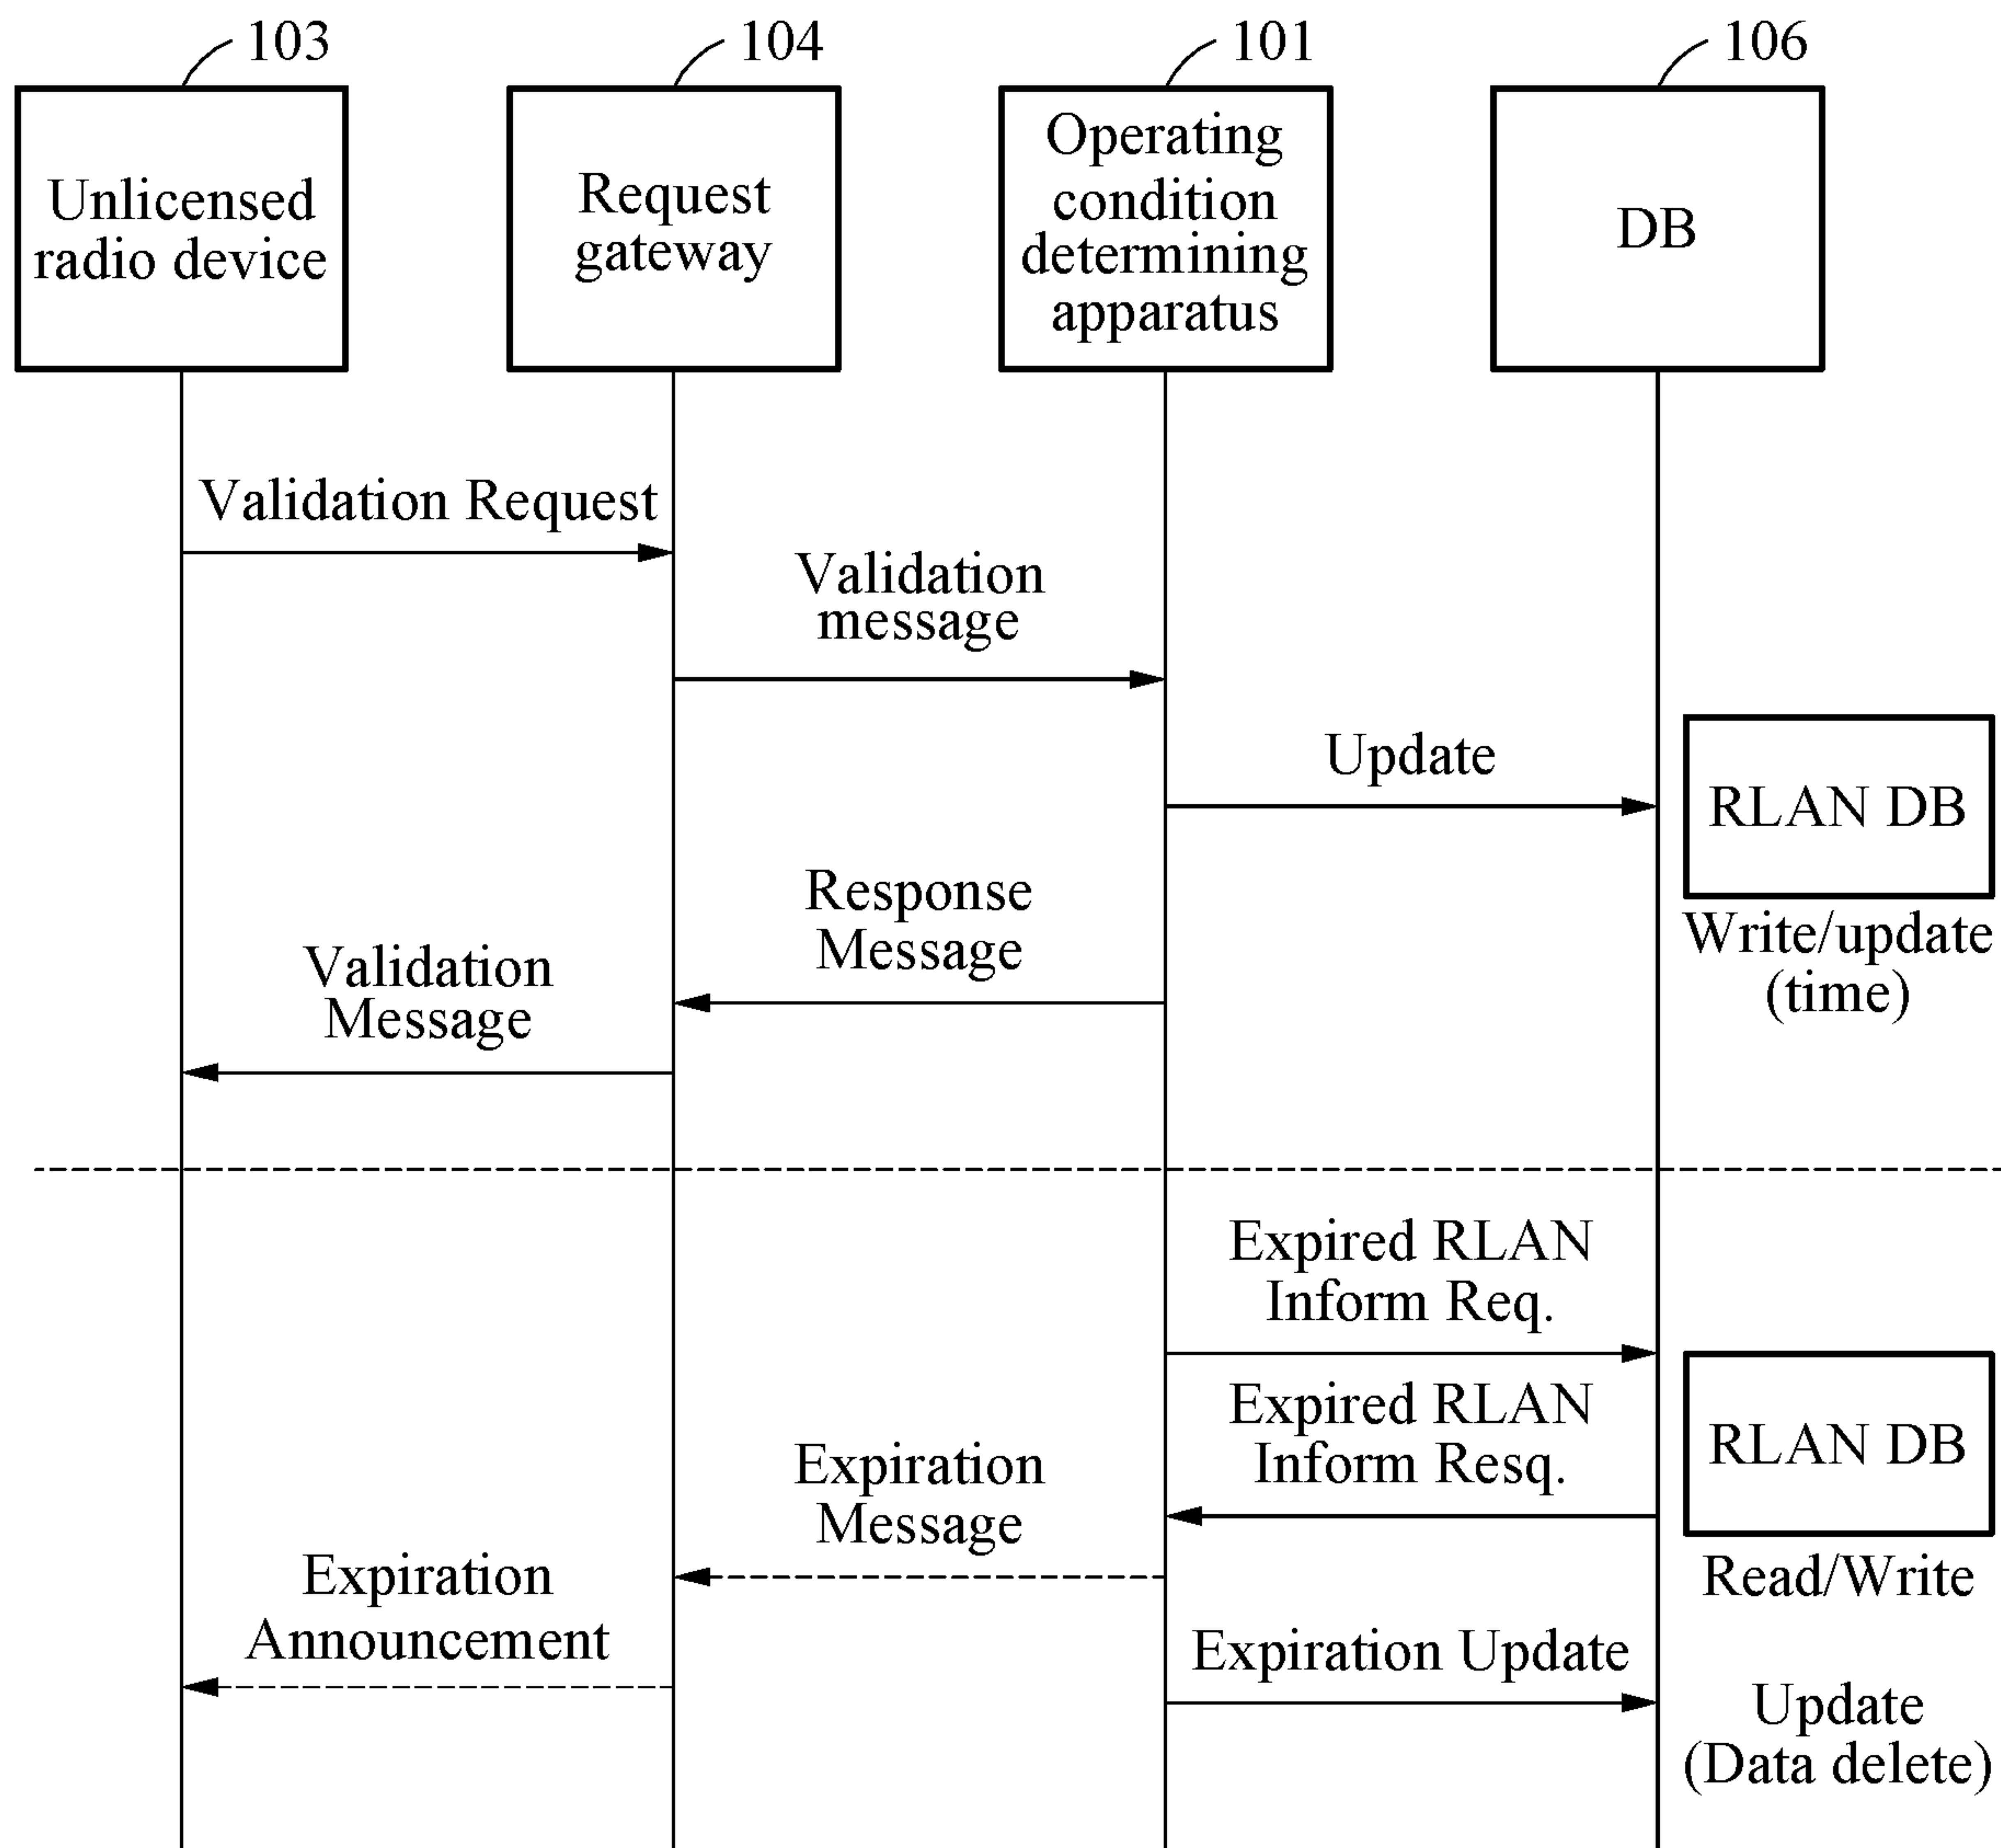 103
104
101
106
Unlicensed
radio device
Request
gateway
Operating
condition
determining
apparatus
DB
Validation Request
Validation
message
Update
RLAN DB
Write/update
(time)
Response
Message
Validation
Message
Expired RLAN
Inform Req.
Expired RLAN
Inform Resq.
RLAN DB
Read/Write
Expiration
Message
Expiration
Announcement
Expiration Update
Update
(Data delete)